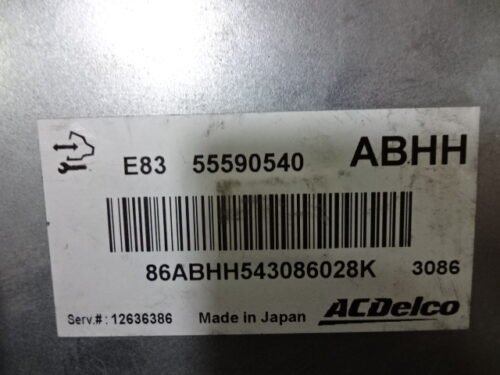 E83 55590540 ABHH
86ABHH543086028K 3086
Serv.#: 12636386 Made in Japan ACDelco